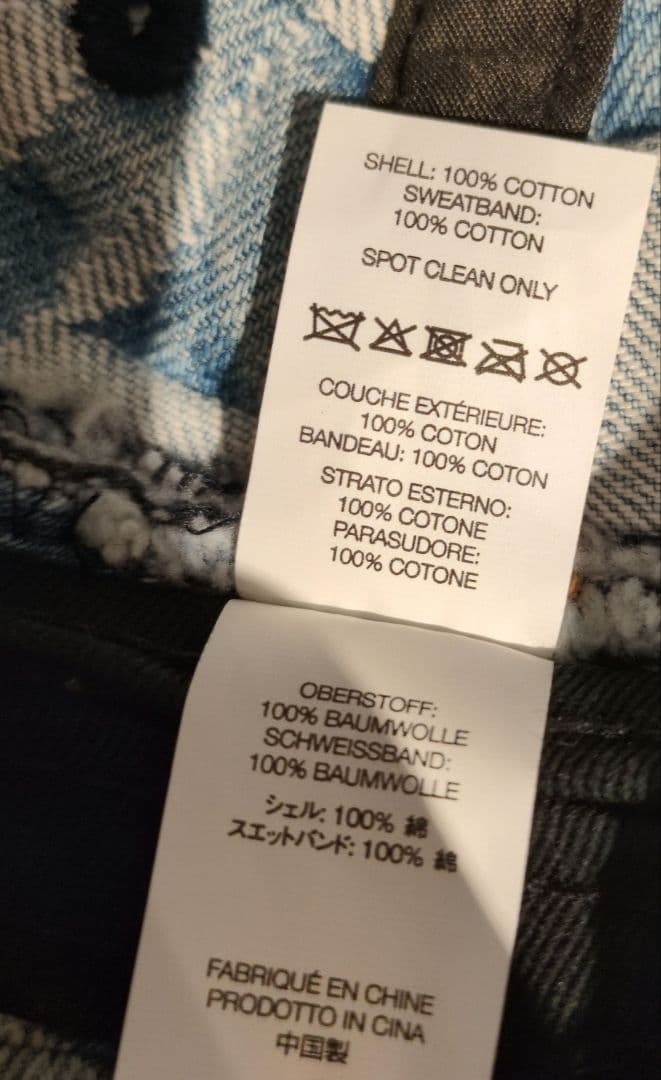 SHELL: 100% COTTON
SWEATBAND:
100% COTTON
SPOT CLEAN ONLY
COUCHE EXTÉRIEURE:
100% COTON
BANDEAU: 100% COTON
STRATO ESTERNO:
100% COTONE
PARASUDORE:
100% COTONE
OBERSTOFF:
100% BAUMWOLLE
SCHWEISSBAND:
100% BAUMWOLLE
シェル: 100% 綿
スエットバンド: 100% 綿
FABRIQUÉ EN CHINE
PRODOTTO IN CINA
中国製